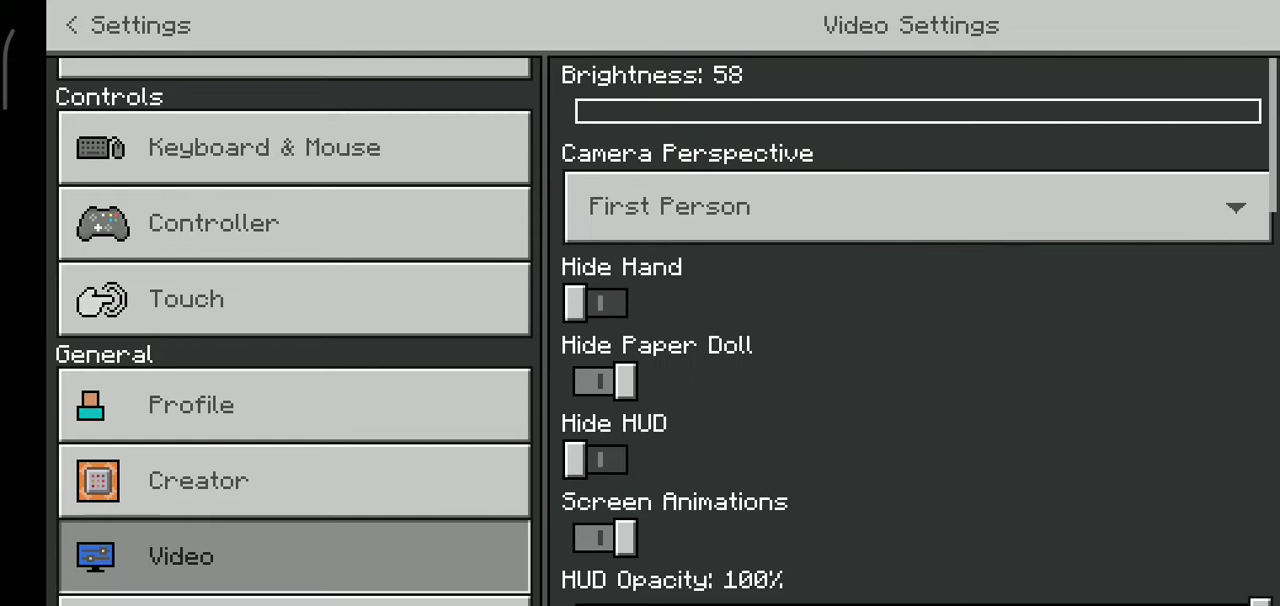 Settings
Video Settings
Controls
Keyboard & Mouse
Controller
Touch
General
Profile
Creator
Video
Brightness: 58
Camera Perspective
First Person
Hide Hand
Hide Paper Doll
Hide HUD
Screen Animations
HUD Opacity: 100%